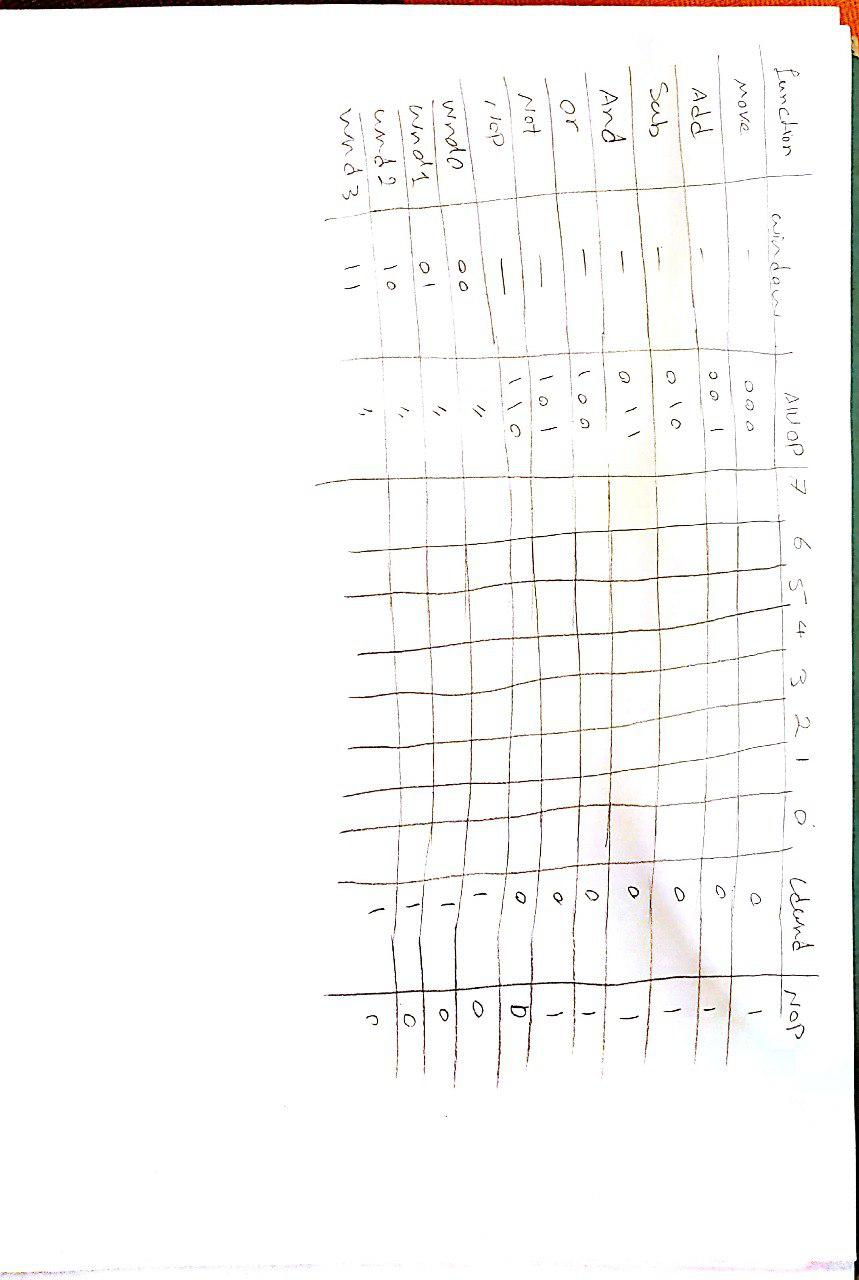 function window AluOP 7 6 5 4 3 2 1 0 Ldwnd NOP
Move - 000 0 1
Add - 001 0 1
Sub - 010 0 1
And - 011 0 1
or - 100 0 1
Not - 101 0 1
Nop - 110 0 0
wnd0 00 " 1 0
wnd1 01 " 1 0
wnd2 10 " 1 0
wnd3 11 " 1 0